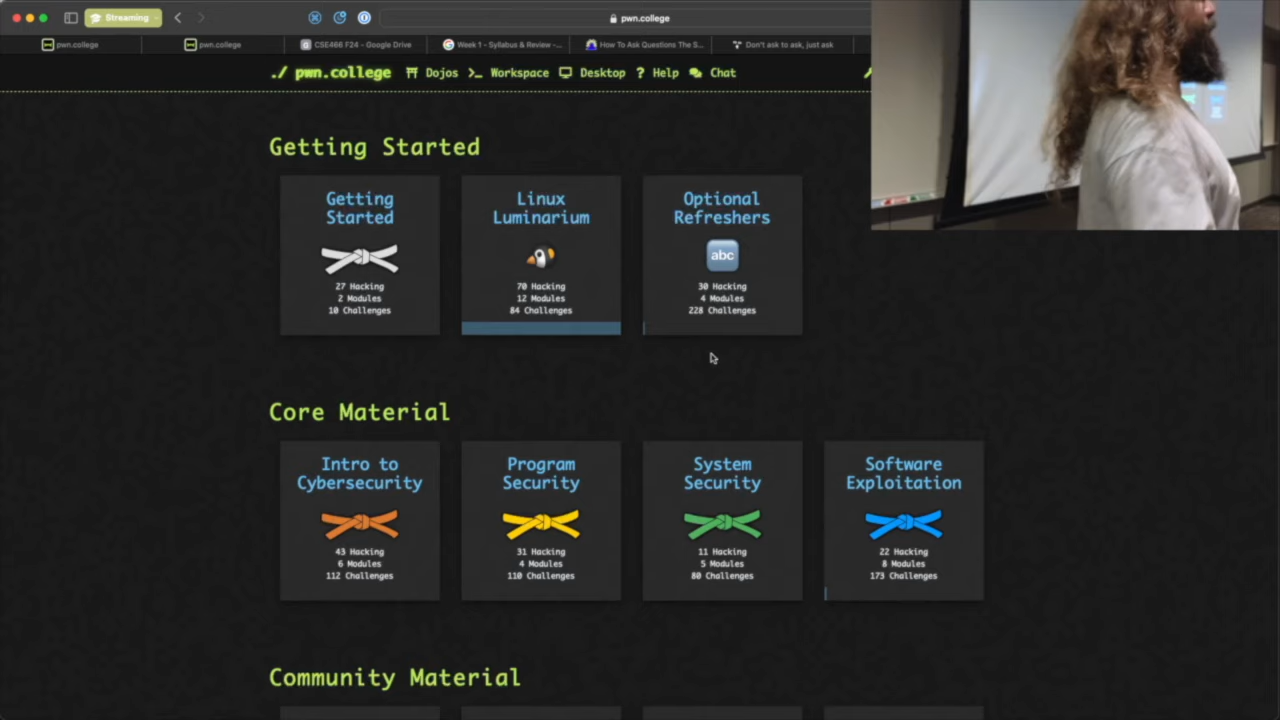 Streaming
pwn.college
pwn.college
pwn.college
CSE466 F24 - Google Drive
Week 1 - Syllabus & Review -...
How To Ask Questions The S...
Don't ask to ask, just ask
./ pwn.college
Dojos
Workspace
Desktop
? Help
Chat
Getting Started
Getting
Started
27 Hacking
2 Modules
10 Challenges
Linux
Luminarium
70 Hacking
12 Modules
84 Challenges
Optional
Refreshers
abc
30 Hacking
4 Modules
228 Challenges
Core Material
Intro to
Cybersecurity
43 Hacking
6 Modules
112 Challenges
Program
Security
31 Hacking
4 Modules
110 Challenges
System
Security
11 Hacking
5 Modules
80 Challenges
Software
Exploitation
22 Hacking
8 Modules
173 Challenges
Community Material